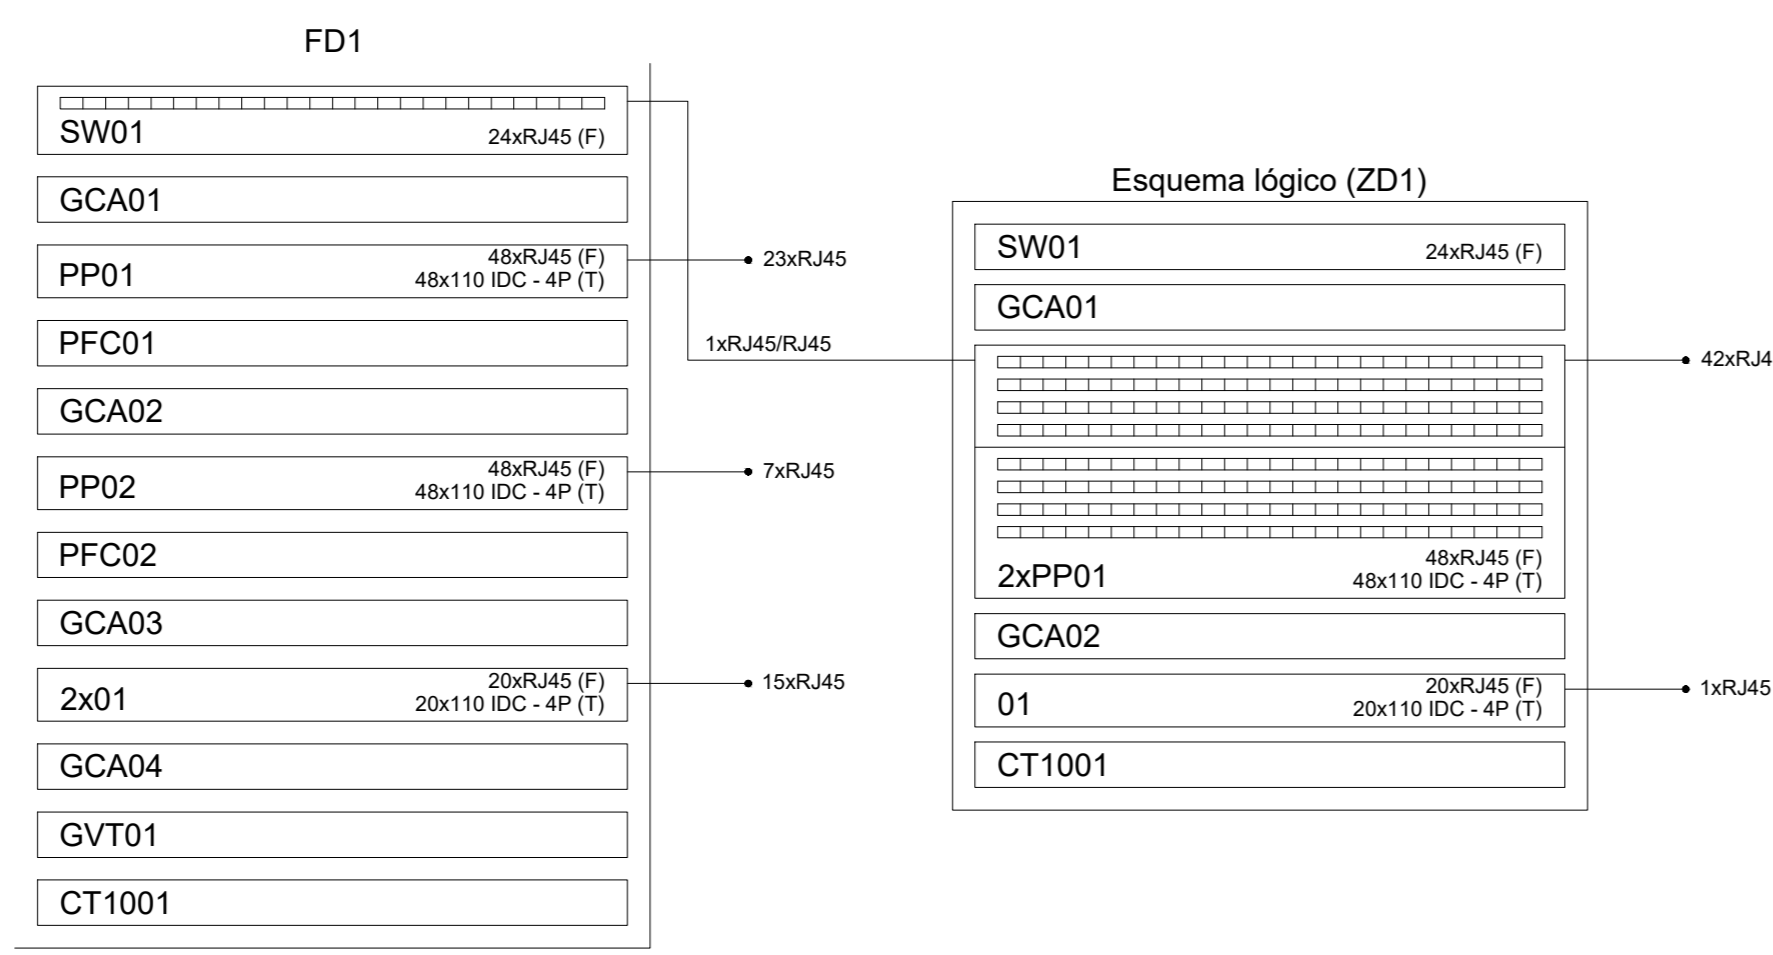 FD1
SW01
24xRJ45 (F)
GCA01
PP01
48xRJ45 (F)
48x110 IDC - 4P (T)
23xRJ45
PFC01
1xRJ45/RJ45
GCA02
PP02
48xRJ45 (F)
48x110 IDC - 4P (T)
7xRJ45
PFC02
GCA03
2x01
20xRJ45 (F)
20x110 IDC - 4P (T)
15xRJ45
GCA04
GVT01
CT1001
Esquema lógico (ZD1)
SW01
24xRJ45 (F)
GCA01
42xRJ4
2xPP01
48xRJ45 (F)
48x110 IDC - 4P (T)
GCA02
01
20xRJ45 (F)
20x110 IDC - 4P (T)
1xRJ45
CT1001